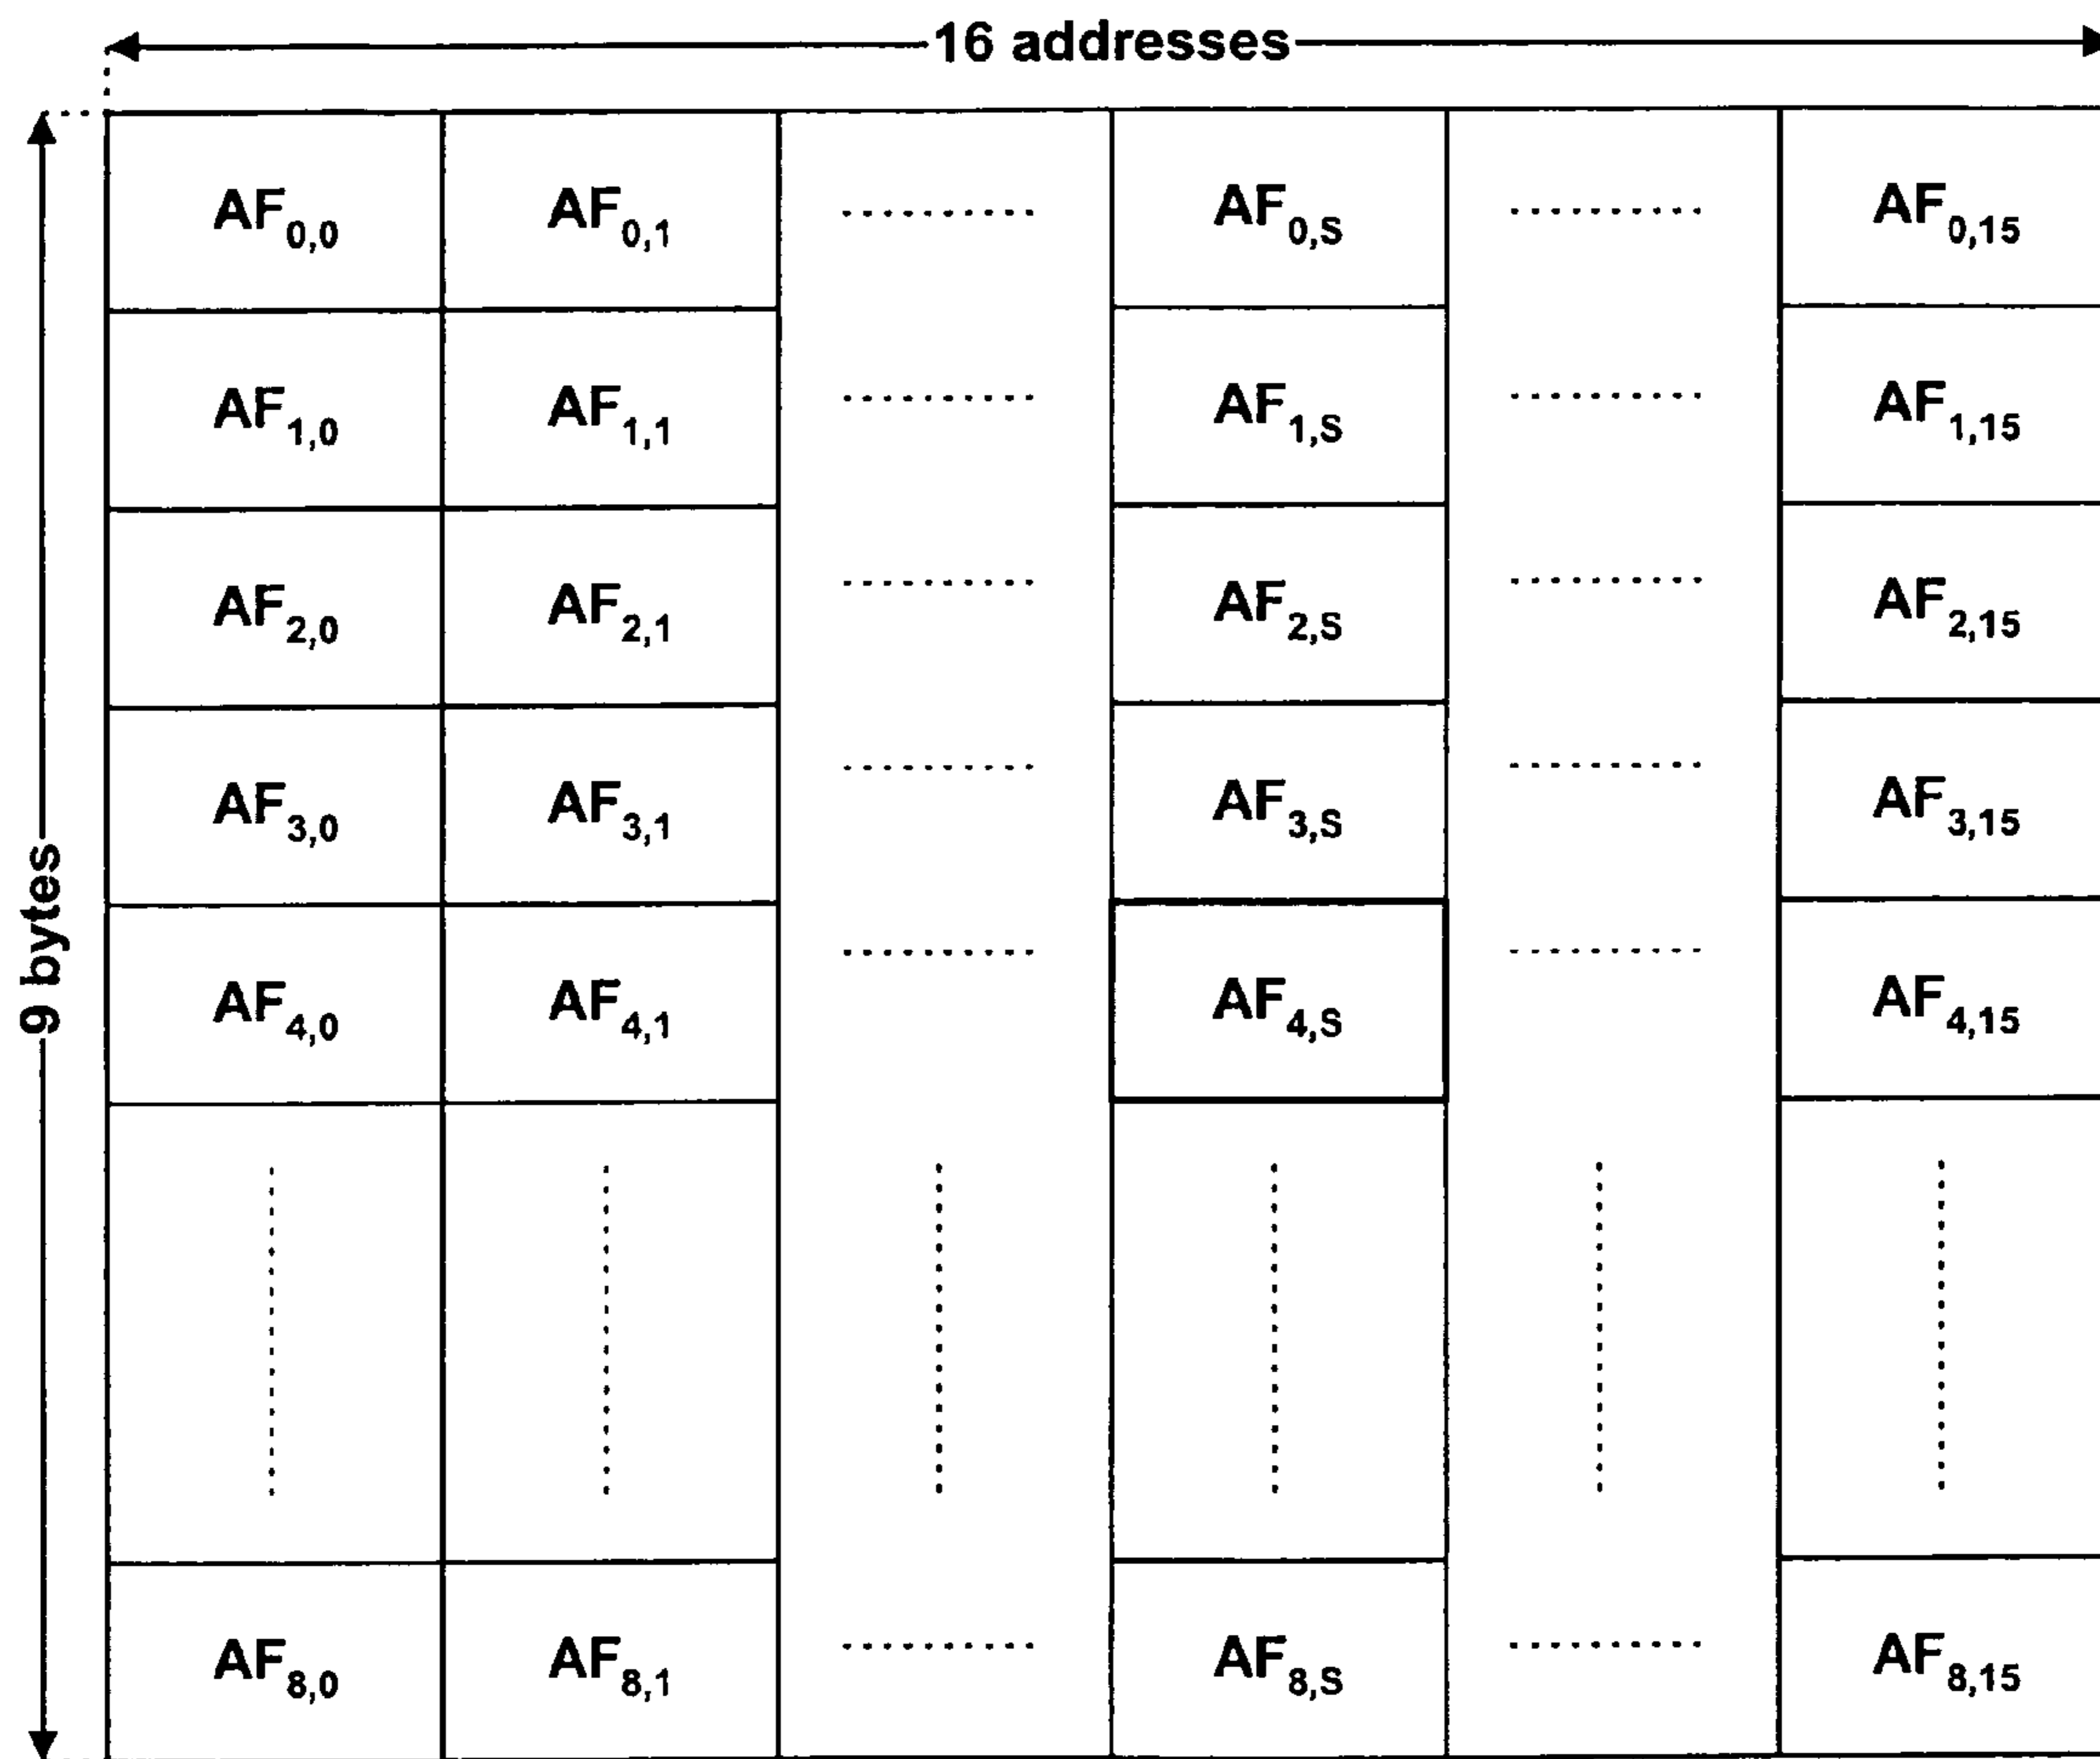 16 addresses
9 bytes
AF0,0 AF0,1 AF0,S AF0,15
AF1,0 AF1,1 AF1,S AF1,15
AF2,0 AF2,1 AF2,S AF2,15
AF3,0 AF3,1 AF3,S AF3,15
AF4,0 AF4,1 AF4,S AF4,15
AF8,0 AF8,1 AF8,S AF8,15